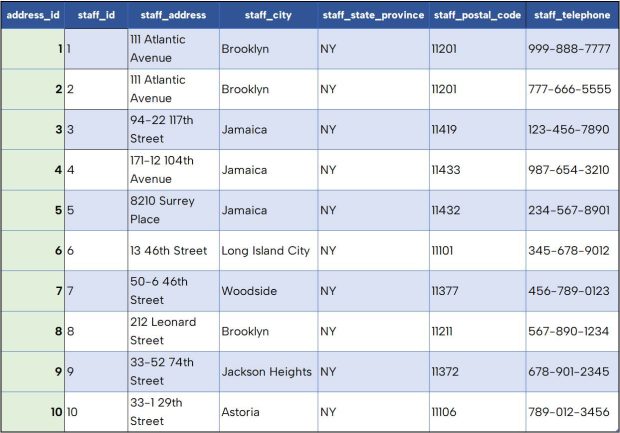 address_id staff_id staff_address staff_city staff_state_province staff_postal_code staff_telephone
1 1 111 Atlantic Avenue Brooklyn NY 11201 999-888-7777
2 2 111 Atlantic Avenue Brooklyn NY 11201 777-666-5555
3 3 94-22 117th Street Jamaica NY 11419 123-456-7890
4 4 171-12 104th Avenue Jamaica NY 11433 987-654-3210
5 5 8210 Surrey Place Jamaica NY 11432 234-567-8901
6 6 13 46th Street Long Island City NY 11101 345-678-9012
7 7 50-6 46th Street Woodside NY 11377 456-789-0123
8 8 212 Leonard Street Brooklyn NY 11211 567-890-1234
9 9 33-52 74th Street Jackson Heights NY 11372 678-901-2345
10 10 33-1 29th Street Astoria NY 11106 789-012-3456